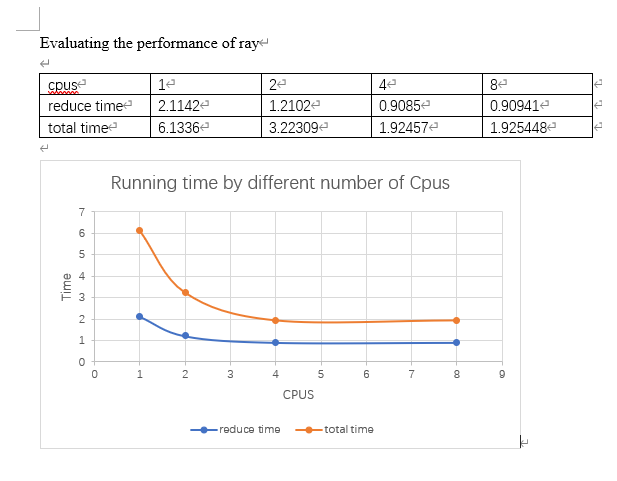 Evaluating the performance of ray
cpus 1 2 4 8
reduce time 2.1142 1.2102 0.9085 0.90941
total time 6.1336 3.22309 1.92457 1.925448
Running time by different number of Cpus
7
6
5
4
3
2
1
0
Time
0 1 2 3 4 5 6 7 8 9
CPUS
reduce time total time